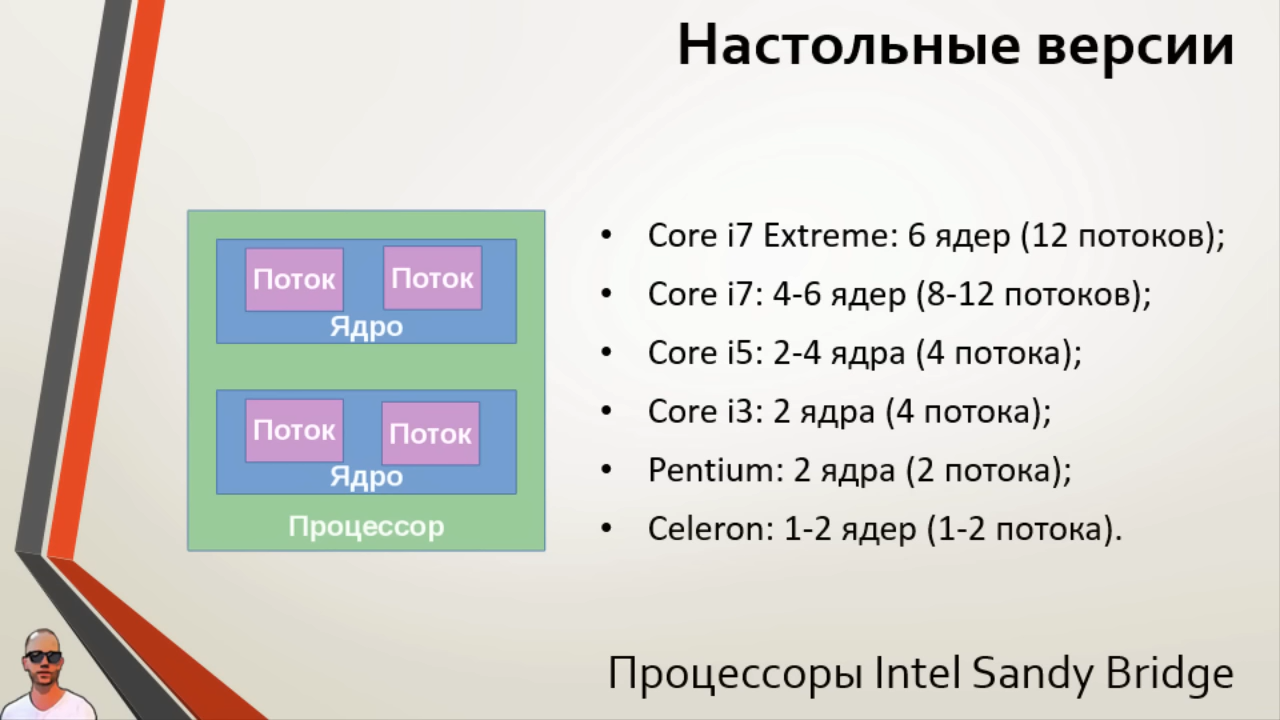 Настольные версии
Поток Поток
Ядро
Поток Поток
Ядро
Процессор
• Core i7 Extreme: 6 ядер (12 потоков);
• Core i7: 4-6 ядер (8-12 потоков);
• Core i5: 2-4 ядра (4 потока);
• Core i3: 2 ядра (4 потока);
• Pentium: 2 ядра (2 потока);
• Celeron: 1-2 ядер (1-2 потока).
Процессоры Intel Sandy Bridge